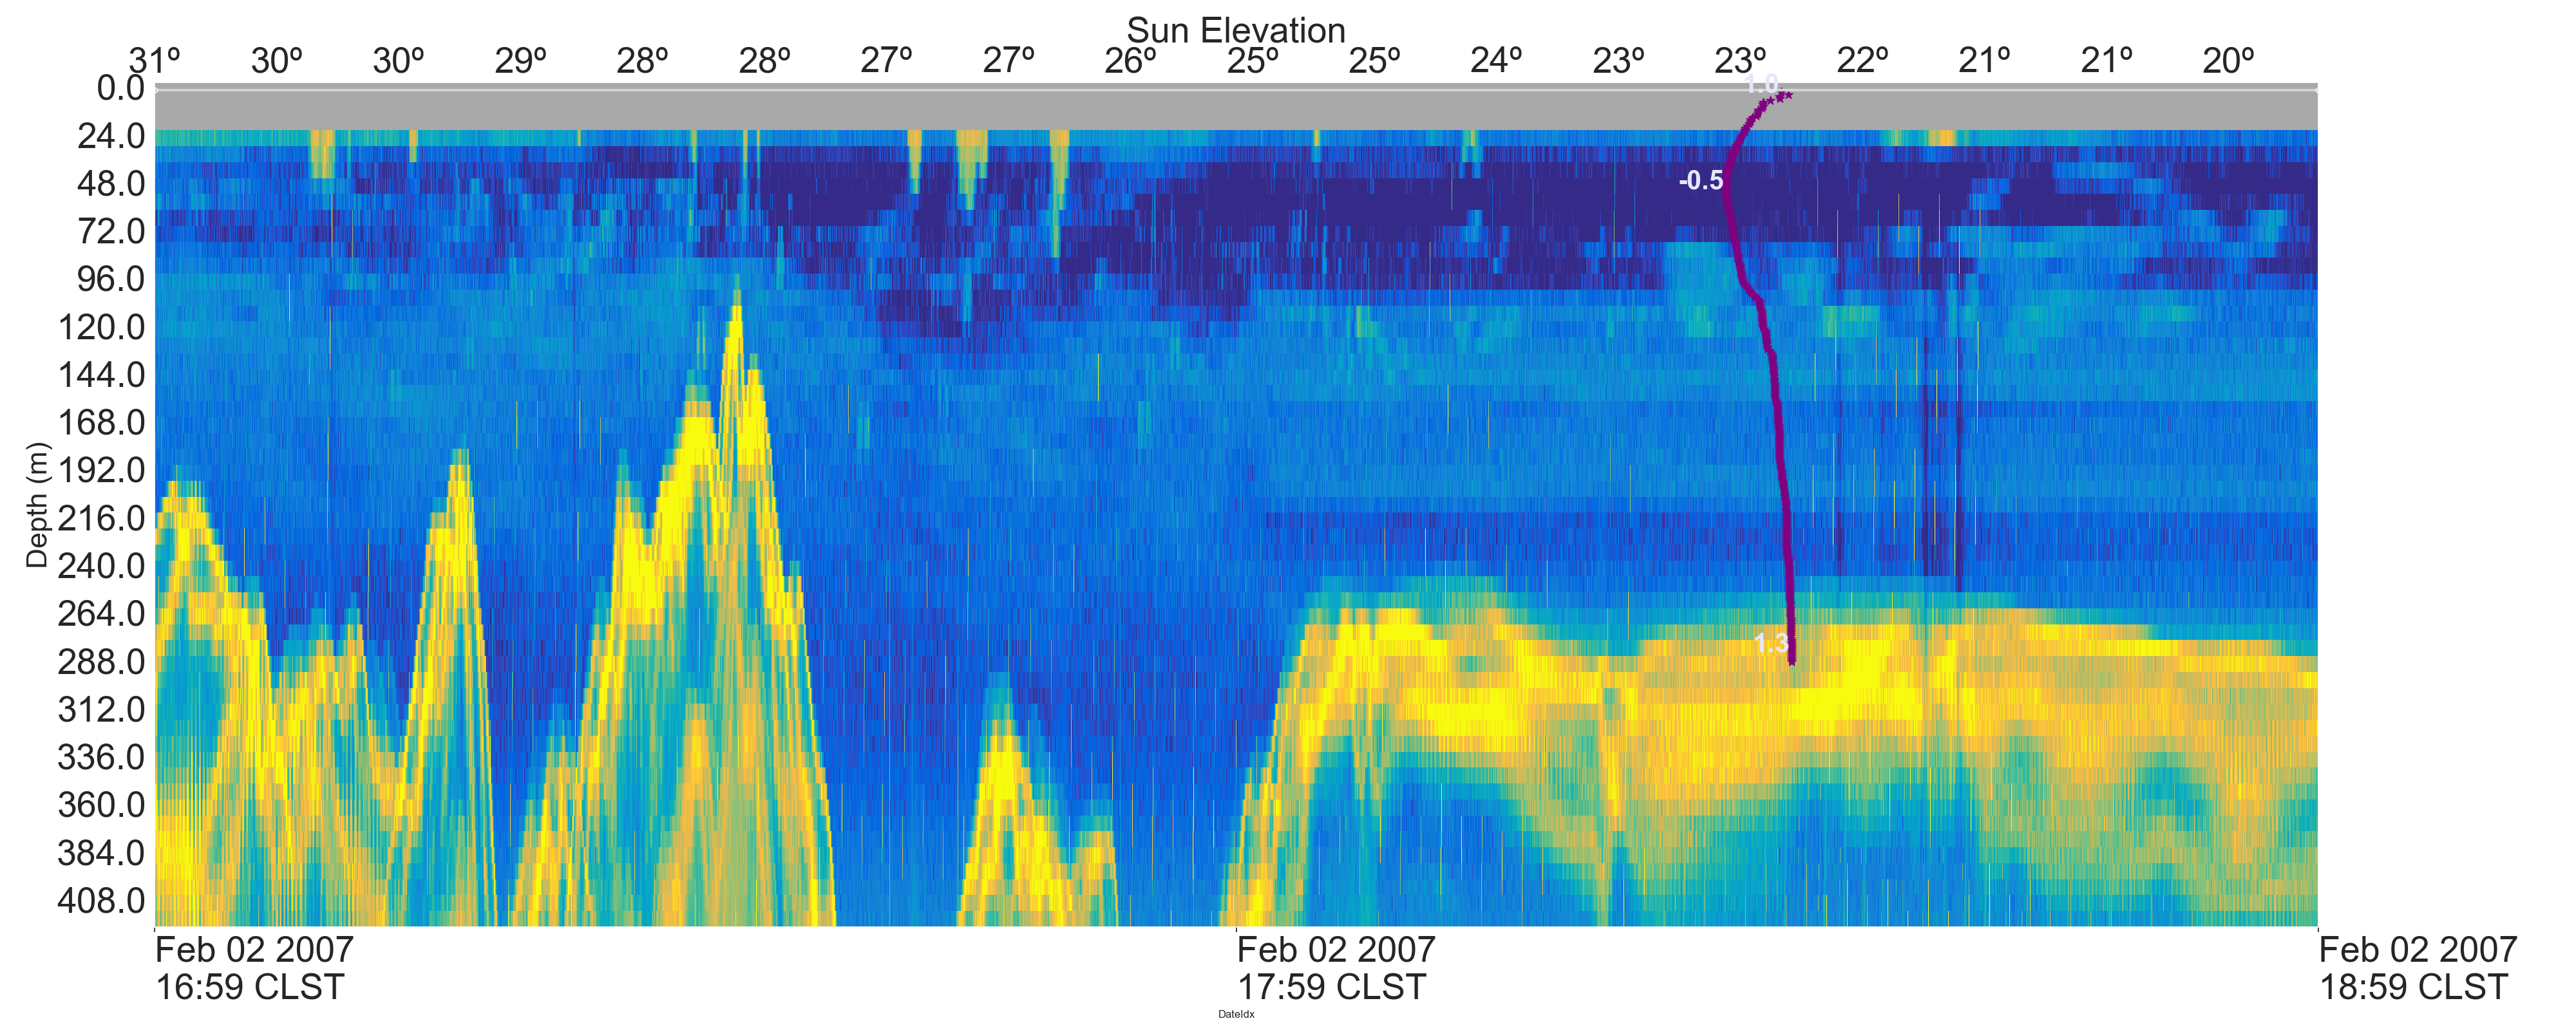 Sun Elevation
31º 30º 30º 29º 28º 28º 27º 27º 26º 25º 25º 24º 23º 23º 22º 21º 21º 20º
0.0
24.0
48.0
72.0
96.0
120.0
144.0
168.0
192.0
216.0
240.0
264.0
288.0
312.0
336.0
360.0
384.0
408.0
Depth (m)
1.0
-0.5
1.3
Feb 02 2007
16:59 CLST
Feb 02 2007
17:59 CLST
Feb 02 2007
18:59 CLST
DateIdx